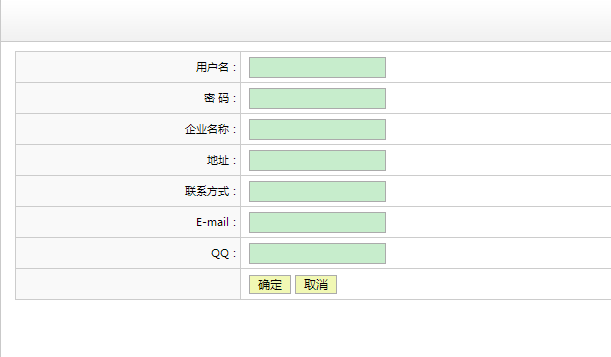 用户名：
密 码：
企业名称：
地址：
联系方式：
E-mail：
QQ：
确定 取消